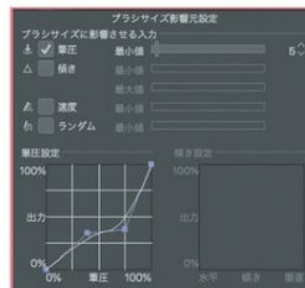 ブラシサイズ影響元設定
ブラシサイズに影響させる入力
筆圧 最小値 5
傾き 最小値
最大値
速度 最小値
ランダム 最小値
筆圧設定 傾き設定
100% 100%
出力 出力
0% 0%
0% 筆圧 100% 水平 傾き 垂直